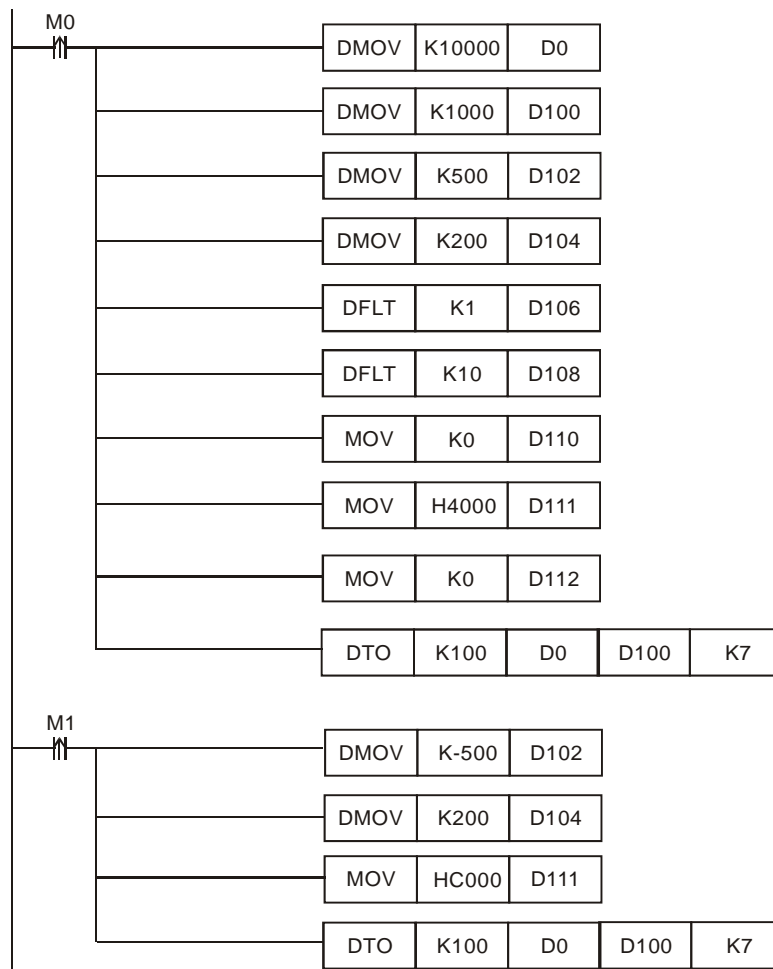 M0
DMOV K10000 D0
DMOV K1000 D100
DMOV K500 D102
DMOV K200 D104
DFLT K1 D106
DFLT K10 D108
MOV K0 D110
MOV H4000 D111
MOV K0 D112
DTO K100 D0 D100 K7
M1
DMOV K-500 D102
DMOV K200 D104
MOV HC000 D111
DTO K100 D0 D100 K7